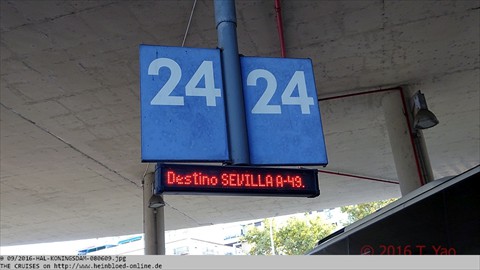 24 24
Destino SEVILLA A-49.
© 2016 T. Yao
@ 09/2016-HAL-KONINGSDAM-080609.jpg
THE CRUISES on http://www.heinbloed-online.de